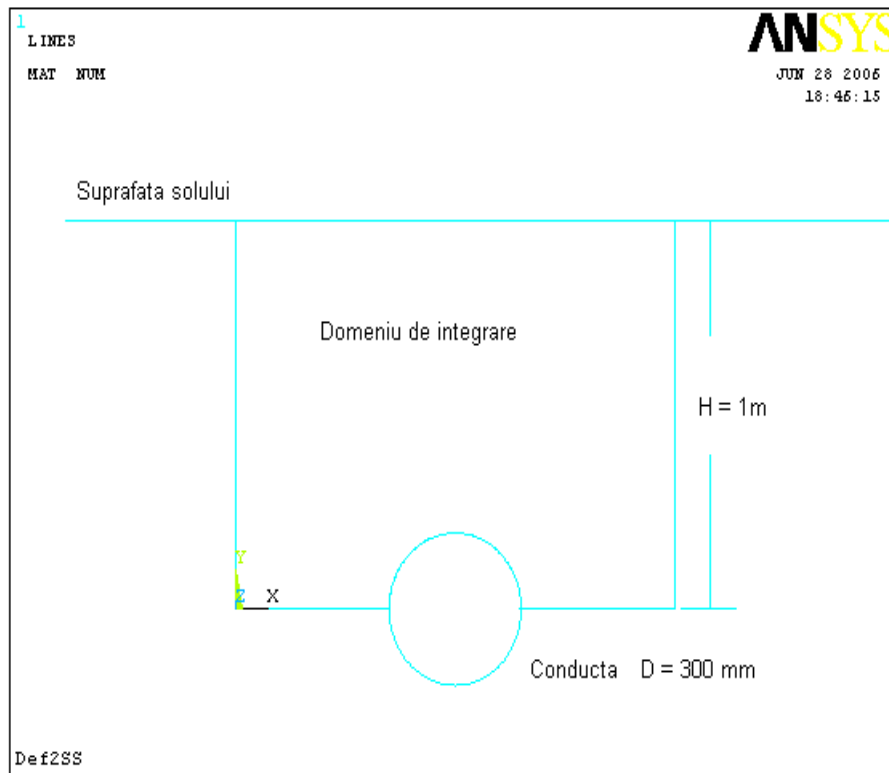 1
LINES
MAT NUM
ANSYS
JUN 28 2006
18:46:15
Suprafata solului
Domeniu de integrare
H = 1m
Y
Z X
Conducta D = 300 mm
Def2SS